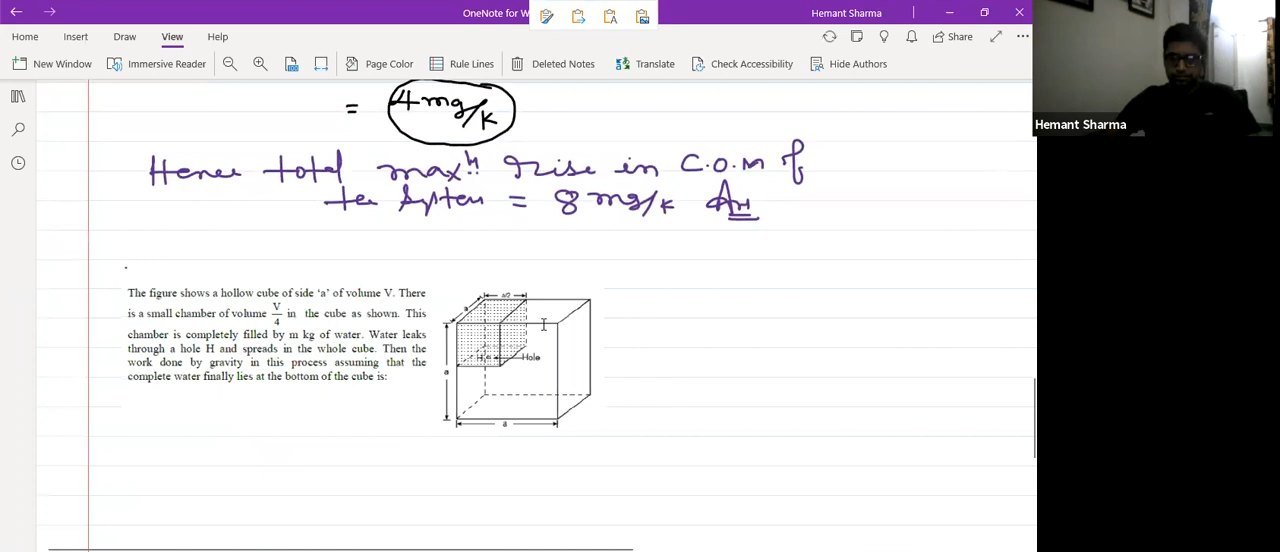 OneNote for W
Hemant Sharma
Home Insert Draw View Help
Share
New Window Immersive Reader Page Color Rule Lines Deleted Notes Translate Check Accessibility Hide Authors
Hemant Sharma
= 4 mg/k
Hence total max^m rise in C.O.M of
the System = 8 mg/k Ans
The figure shows a hollow cube of side 'a' of volume V. There
is a small chamber of volume V/4 in the cube as shown. This
chamber is completely filled by m kg of water. Water leaks
through a hole H and spreads in the whole cube. Then the
work done by gravity in this process assuming that the
complete water finally lies at the bottom of the cube is:
a/2
a
H
Hole
a
a